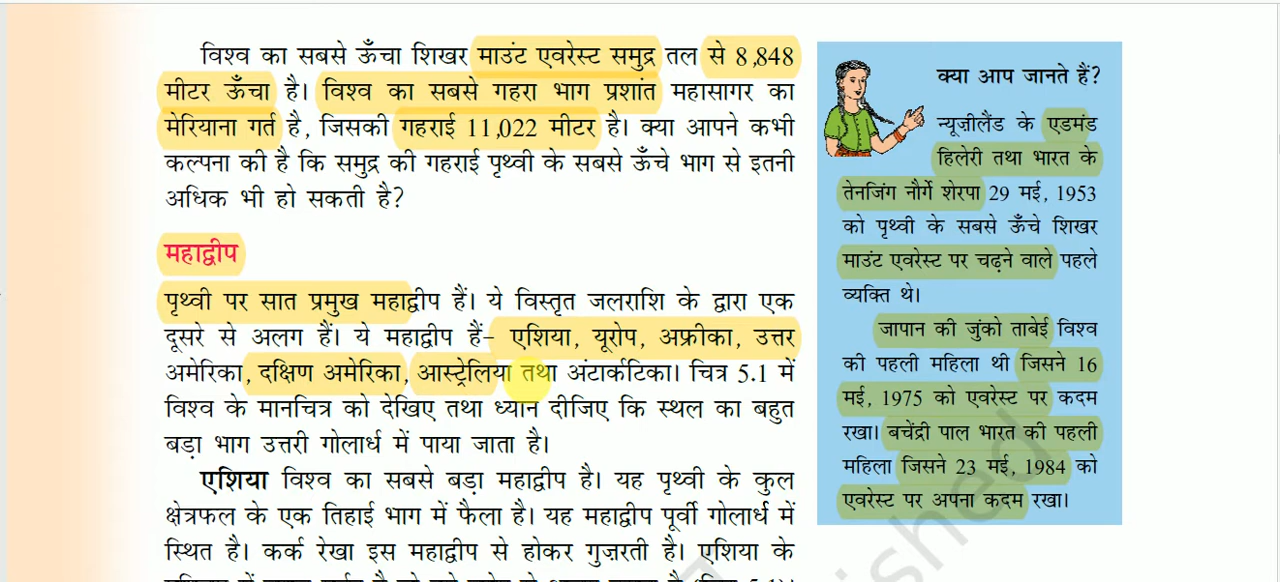 विश्व का सबसे ऊँचा शिखर माउंट एवरेस्ट समुद्र तल से 8,848
मीटर ऊँचा है। विश्व का सबसे गहरा भाग प्रशांत महासागर का
मेरियाना गर्त है, जिसकी गहराई 11,022 मीटर है। क्या आपने कभी
कल्पना की है कि समुद्र की गहराई पृथ्वी के सबसे ऊँचे भाग से इतनी
अधिक भी हो सकती है?
महाद्वीप
पृथ्वी पर सात प्रमुख महाद्वीप हैं। ये विस्तृत जलराशि के द्वारा एक
दूसरे से अलग हैं। ये महाद्वीप हैं- एशिया, यूरोप, अफ्रीका, उत्तर
अमेरिका, दक्षिण अमेरिका, आस्ट्रेलिया तथा अंटार्कटिका। चित्र 5.1 में
विश्व के मानचित्र को देखिए तथा ध्यान दीजिए कि स्थल का बहुत
बड़ा भाग उत्तरी गोलार्ध में पाया जाता है।
एशिया विश्व का सबसे बड़ा महाद्वीप है। यह पृथ्वी के कुल
क्षेत्रफल के एक तिहाई भाग में फैला है। यह महाद्वीप पूर्वी गोलार्ध में
स्थित है। कर्क रेखा इस महाद्वीप से होकर गुज़रती है। एशिया के
क्या आप जानते हैं?
न्यूजीलैंड के एडमंड
हिलेरी तथा भारत के
तेनजिंग नौर्गे शेरपा 29 मई, 1953
को पृथ्वी के सबसे ऊँचे शिखर
माउंट एवरेस्ट पर चढ़ने वाले पहले
व्यक्ति थे।
जापान की जुंको ताबेई विश्व
की पहली महिला थी जिसने 16
मई, 1975 को एवरेस्ट पर कदम
रखा। बचेंद्री पाल भारत की पहली
महिला जिसने 23 मई, 1984 को
एवरेस्ट पर अपना कदम रखा।